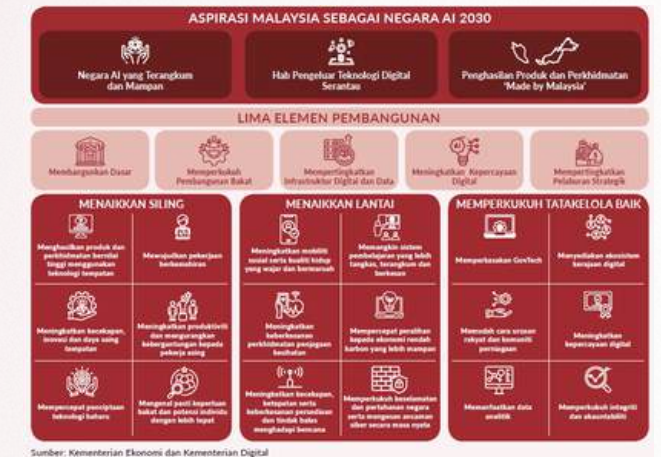 ASPIRASI MALAYSIA SEBAGAI NEGARA AI 2030
Negara AI yang Terangkum
dan Mampan
Hab Pengeluar Teknologi Digital
Serantau
Penghasilan Produk dan Perkhidmatan
'Made by Malaysia'
LIMA ELEMEN PEMBANGUNAN
Membangunkan Dasar
Memperkukuh
Pembangunan Bakat
Mempertingkatkan
Infrastruktur Digital dan Data
Meningkatkan Kepercayaan
Digital
Mempertingkatkan
Pelaburan Strategik
MENAIKKAN SILING
Menghasilkan produk dan
perkhidmatan bernilai
tinggi menggunakan
teknologi tempatan
Mewujudkan pekerjaan
berkemahiran
Meningkatkan kecekapan,
inovasi dan daya saing
tempatan
Meningkatkan produktiviti
dan mengurangkan
kebergantungan kepada
pekerja asing
Mempercepat penciptaan
teknologi baharu
Mengenal pasti keperluan
bakat dan potensi individu
dengan lebih tepat
MENAIKKAN LANTAI
Meningkatkan mobiliti
sosial serta kualiti hidup
yang wajar dan bermaruah
Memangkin sistem
pembelajaran yang lebih
tangkas, terangkum dan
berkesan
Meningkatkan
keberkesanan
perkhidmatan penjagaan
kesihatan
Mempercepat peralihan
kepada ekonomi rendah
karbon yang lebih mampan
Meningkatkan kecekapan,
ketepatan serta
keberkesanan persediaan
dan tindak balas
menghadapi bencana
Memperkukuh keselamatan
dan pertahanan negara
serta mengesan ancaman
siber secara masa nyata
MEMPERKUKUH TATAKELOLA BAIK
Memperkasakan GovTech
Menyediakan ekosistem
kerajaan digital
Memudah cara urusan
rakyat dan komuniti
perniagaan
Meningkatkan
kepercayaan digital
Memanfaatkan data
analitik
Memperkukuh integriti
dan akauntabiliti
Sumber: Kementerian Ekonomi dan Kementerian Digital